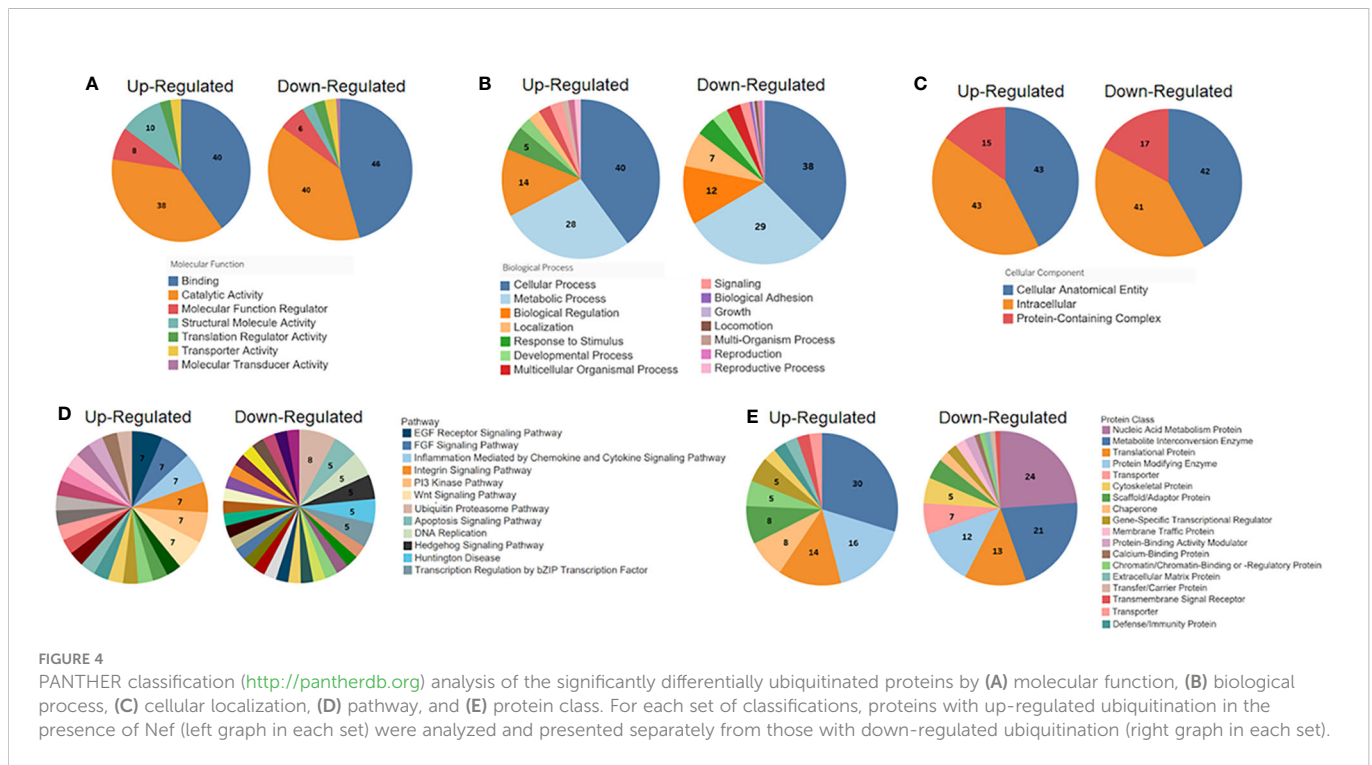 A
Up-Regulated
Down-Regulated
40
38
8
10
46
40
6
Molecular Function
Binding
Catalytic Activity
Molecular Function Regulator
Structural Molecule Activity
Translation Regulator Activity
Transporter Activity
Molecular Transducer Activity
B
Up-Regulated
Down-Regulated
40
28
14
5
38
29
12
7
Biological Process
Cellular Process
Metabolic Process
Biological Regulation
Localization
Response to Stimulus
Developmental Process
Multicellular Organismal Process
Signaling
Biological Adhesion
Growth
Locomotion
Multi-Organism Process
Reproduction
Reproductive Process
C
Up-Regulated
Down-Regulated
43
43
15
42
41
17
Cellular Component
Cellular Anatomical Entity
Intracellular
Protein-Containing Complex
D
Up-Regulated
Down-Regulated
7
7
7
7
7
7
8
5
5
5
5
5
Pathway
EGF Receptor Signaling Pathway
FGF Signaling Pathway
Inflammation Mediated by Chemokine and Cytokine Signaling Pathway
Integrin Signaling Pathway
PI3 Kinase Pathway
Wnt Signaling Pathway
Ubiquitin Proteasome Pathway
Apoptosis Signaling Pathway
DNA Replication
Hedgehog Signaling Pathway
Huntington Disease
Transcription Regulation by bZIP Transcription Factor
E
Up-Regulated
Down-Regulated
30
16
14
8
8
5
5
24
21
13
12
7
5
Protein Class
Nucleic Acid Metabolism Protein
Metabolite Interconversion Enzyme
Translational Protein
Protein Modifying Enzyme
Transporter
Cytoskeletal Protein
Scaffold/Adaptor Protein
Chaperone
Gene-Specific Transcriptional Regulator
Membrane Traffic Protein
Protein-Binding Activity Modulator
Calcium-Binding Protein
Chromatin/Chromatin-Binding or -Regulatory Protein
Extracellular Matrix Protein
Transfer/Carrier Protein
Transmembrane Signal Receptor
Transporter
Defense/Immunity Protein
FIGURE 4
PANTHER classification (http://pantherdb.org) analysis of the significantly differentially ubiquitinated proteins by (A) molecular function, (B) biological
process, (C) cellular localization, (D) pathway, and (E) protein class. For each set of classifications, proteins with up-regulated ubiquitination in the
presence of Nef (left graph in each set) were analyzed and presented separately from those with down-regulated ubiquitination (right graph in each set).